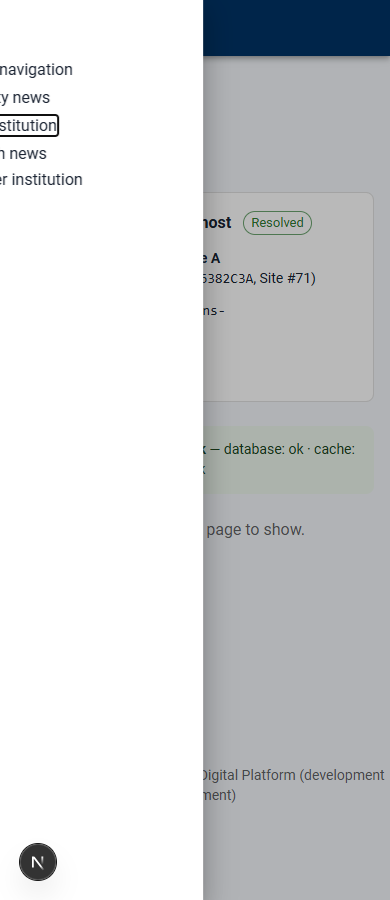 navigation
y news
stitution
n news
er institution
nost
Resolved
e A
5382C3A, Site #71)
ns-
k — database: ok · cache:
k
page to show.
Digital Platform (development
ment)
N